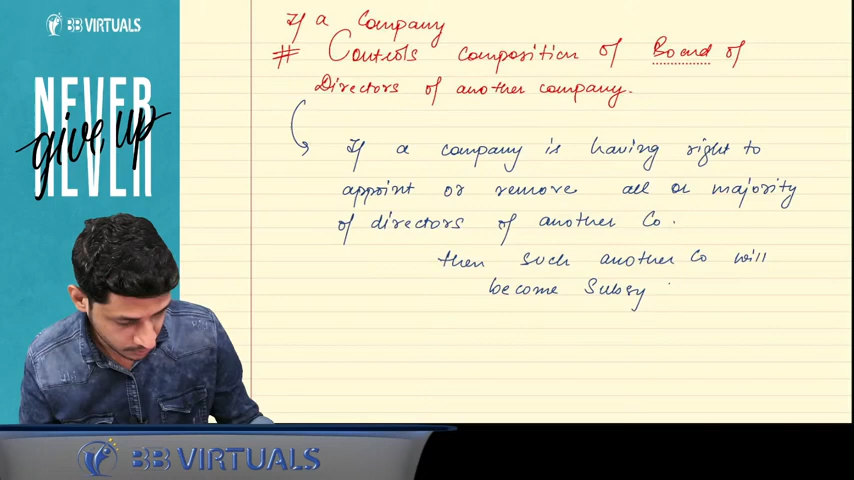 BB VIRTUALS
NEVER
give up
NEVER
If a Company
# Controls composition of Board of
Directors of another company.
If a company is having right to
appoint or remove all or majority
of directors of another Co.
then such another Co will
become Subsy
BB VIRTUALS